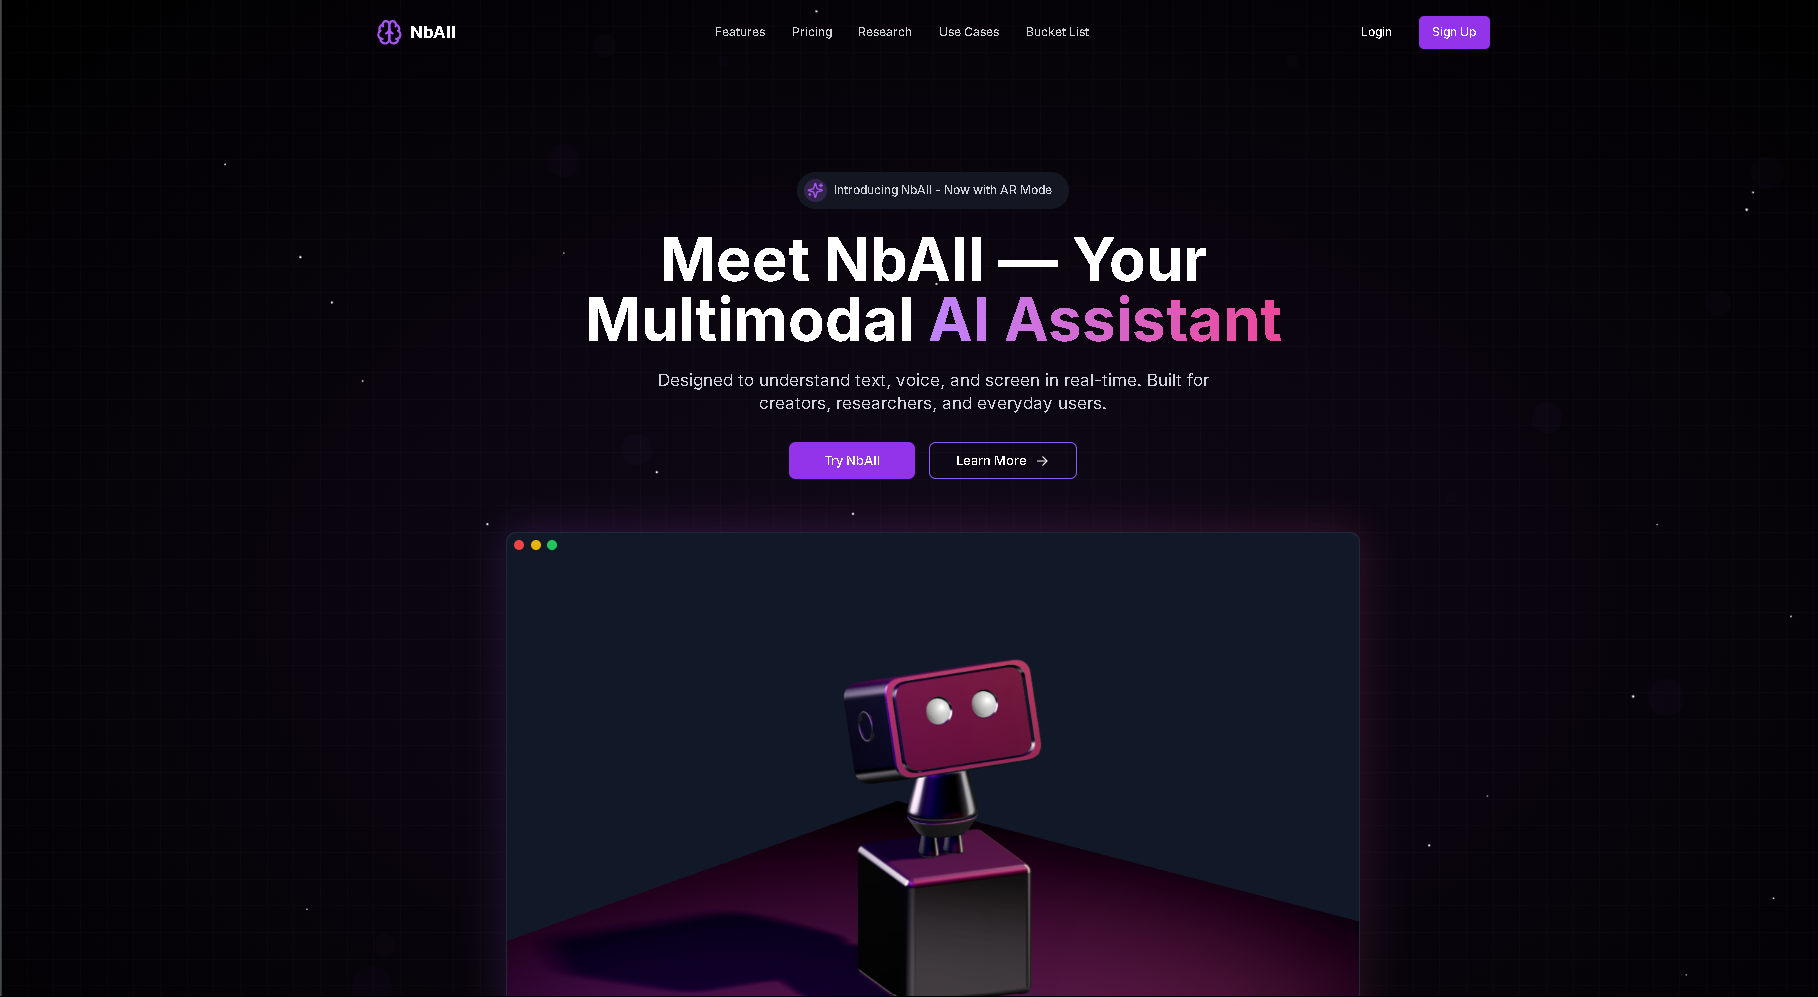 NbAll
Features Pricing Research Use Cases Bucket List
Login Sign Up
Introducing NbAll - Now with AR Mode
Meet NbAll — Your
Multimodal AI Assistant
Designed to understand text, voice, and screen in real-time. Built for
creators, researchers, and everyday users.
Try NbAll Learn More →